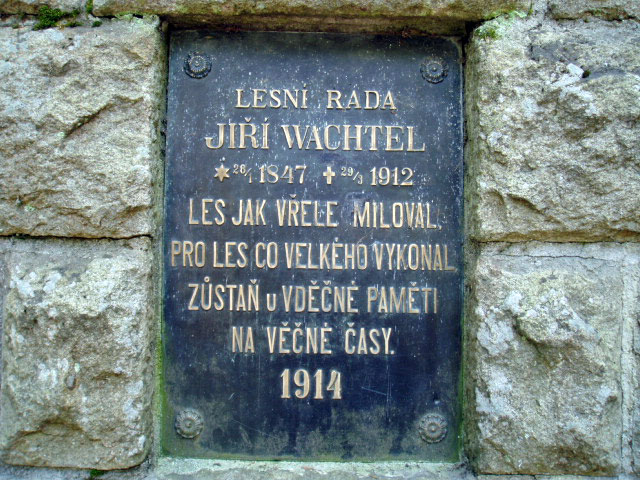 LESNÍ RADA
JIŘÍ WACHTEL
* 26/1 1847 ✝ 29/3 1912
LES JAK VŘELE MILOVAL,
PRO LES CO VELKÉHO VYKONAL
ZŮSTAŇ U VDĚČNÉ PAMĚTI
NA VĚČNÉ ČASY.
1914